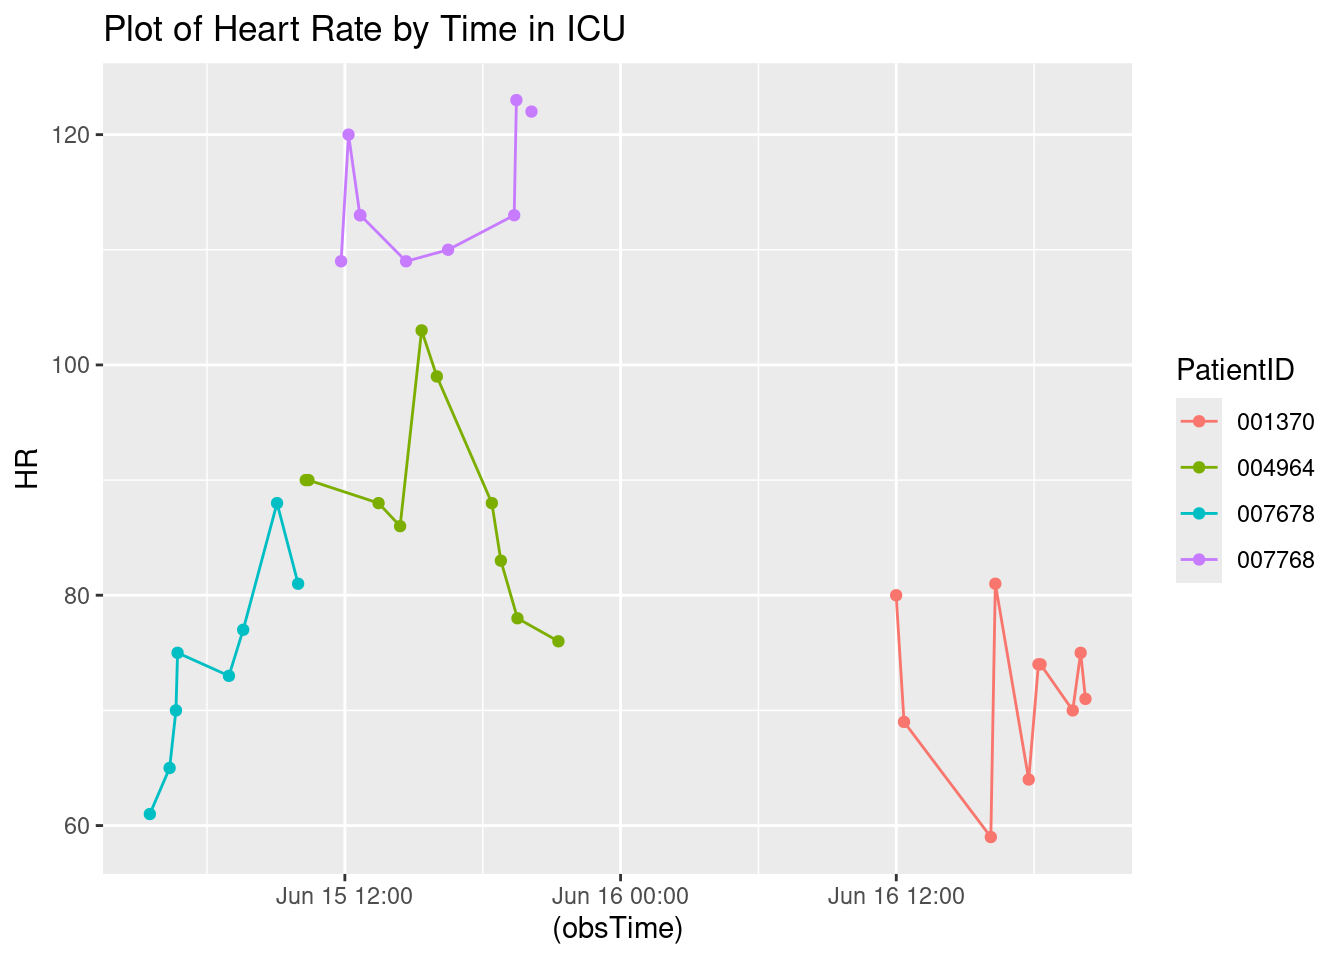 Plot of Heart Rate by Time in ICU
120
100
80
60
HR
Jun 15 12:00
Jun 16 00:00
Jun 16 12:00
(obsTime)
PatientID
001370
004964
007678
007768